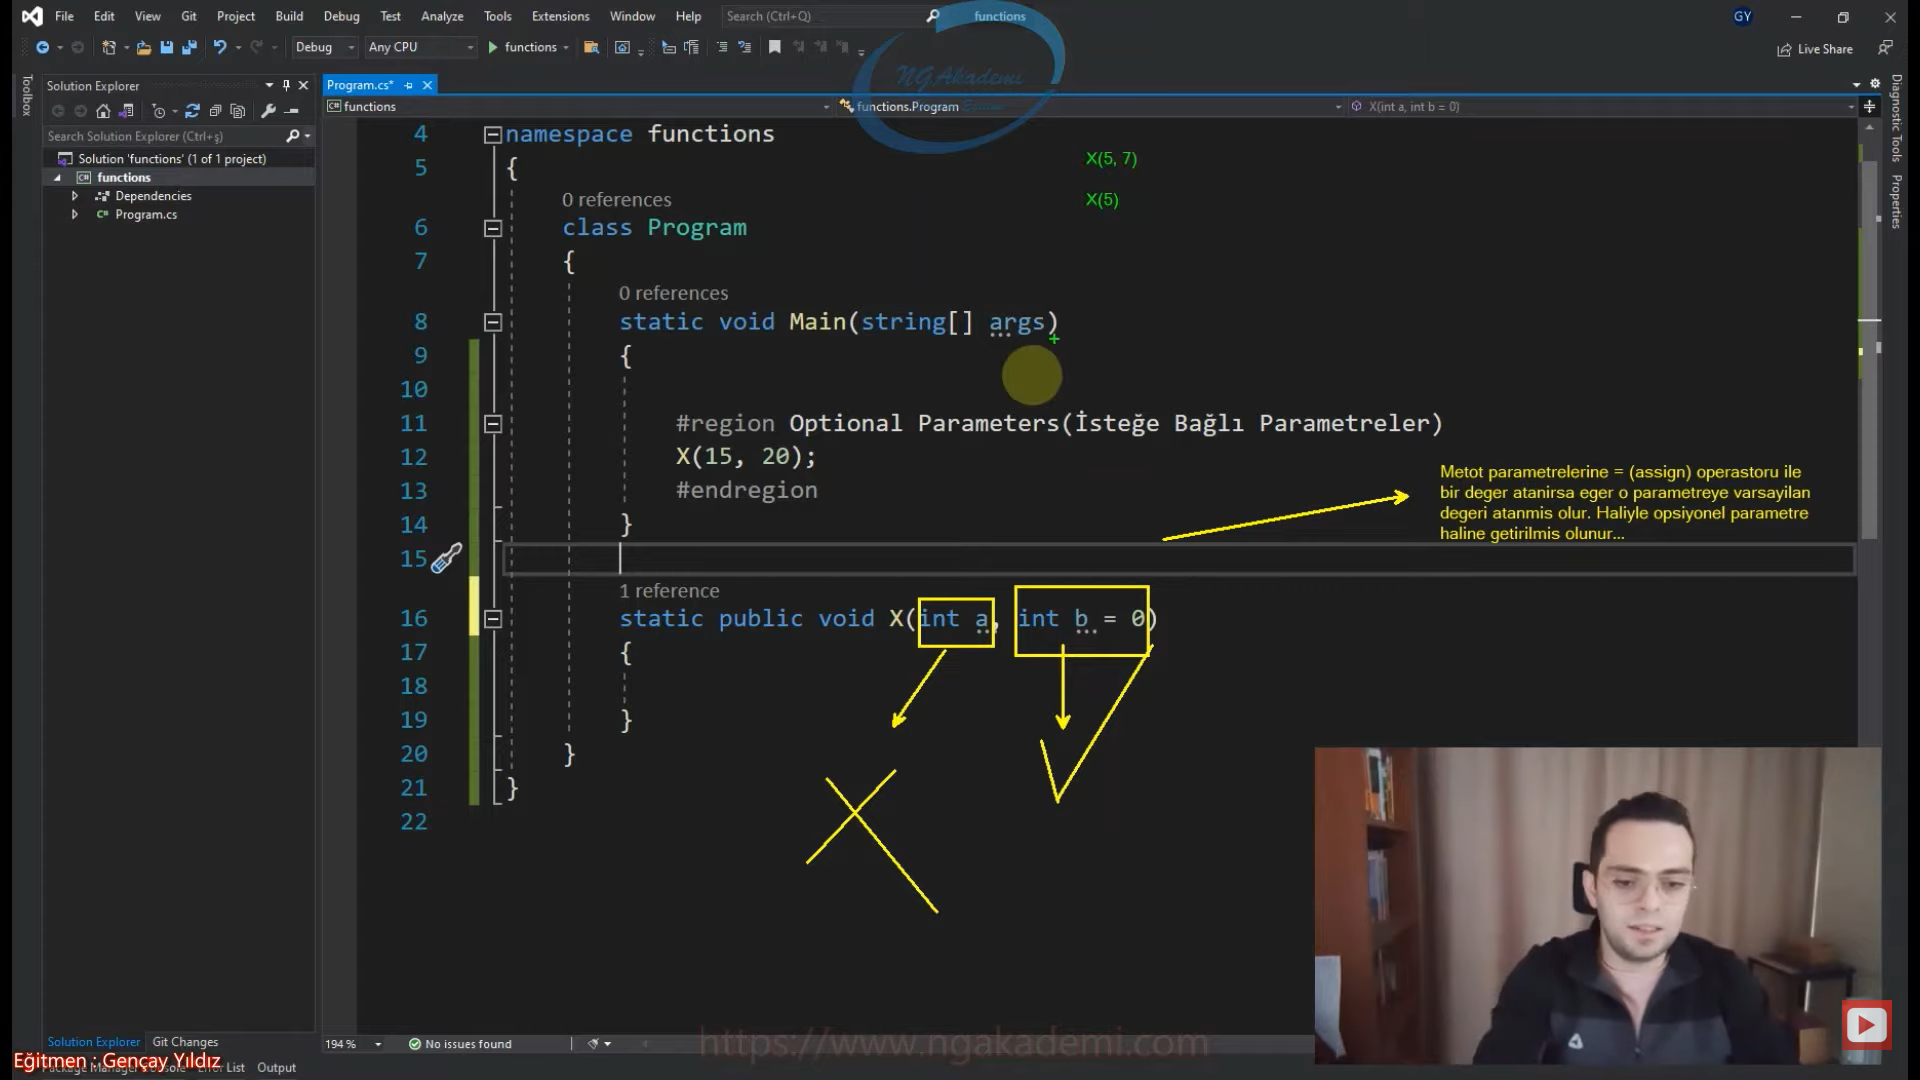 File Edit View Git Project Build Debug Test Analyze Tools Extensions Window Help Search (Ctrl+Q) functions GY
Debug Any CPU functions Live Share
NGAkademi
Toolbox
Solution Explorer
Search Solution Explorer (Ctrl+ş)
Solution 'functions' (1 of 1 project)
functions
Dependencies
Program.cs
Program.cs*
functions functions.Program X(int a, int b = 0)
4 namespace functions
5 {
0 references
6 class Program
7 {
0 references
8 static void Main(string[] args)
9 {
10
11 #region Optional Parameters(İsteğe Bağlı Parametreler)
12 X(15, 20);
13 #endregion
14 }
15
1 reference
16 static public void X(int a, int b = 0)
17 {
18
19 }
20 }
21 }
22
X(5, 7)
X(5)
Metot parametrelerine = (assign) operastoru ile
bir deger atanirsa eger o parametreye varsayilan
degeri atanmis olur. Haliyle opsiyonel parametre
haline getirilmis olunur...
Diagnostic Tools
Properties
194 % No issues found
https://www.ngakademi.com
Solution Explorer Git Changes
Eğitmen : Gençay Yıldız
Output